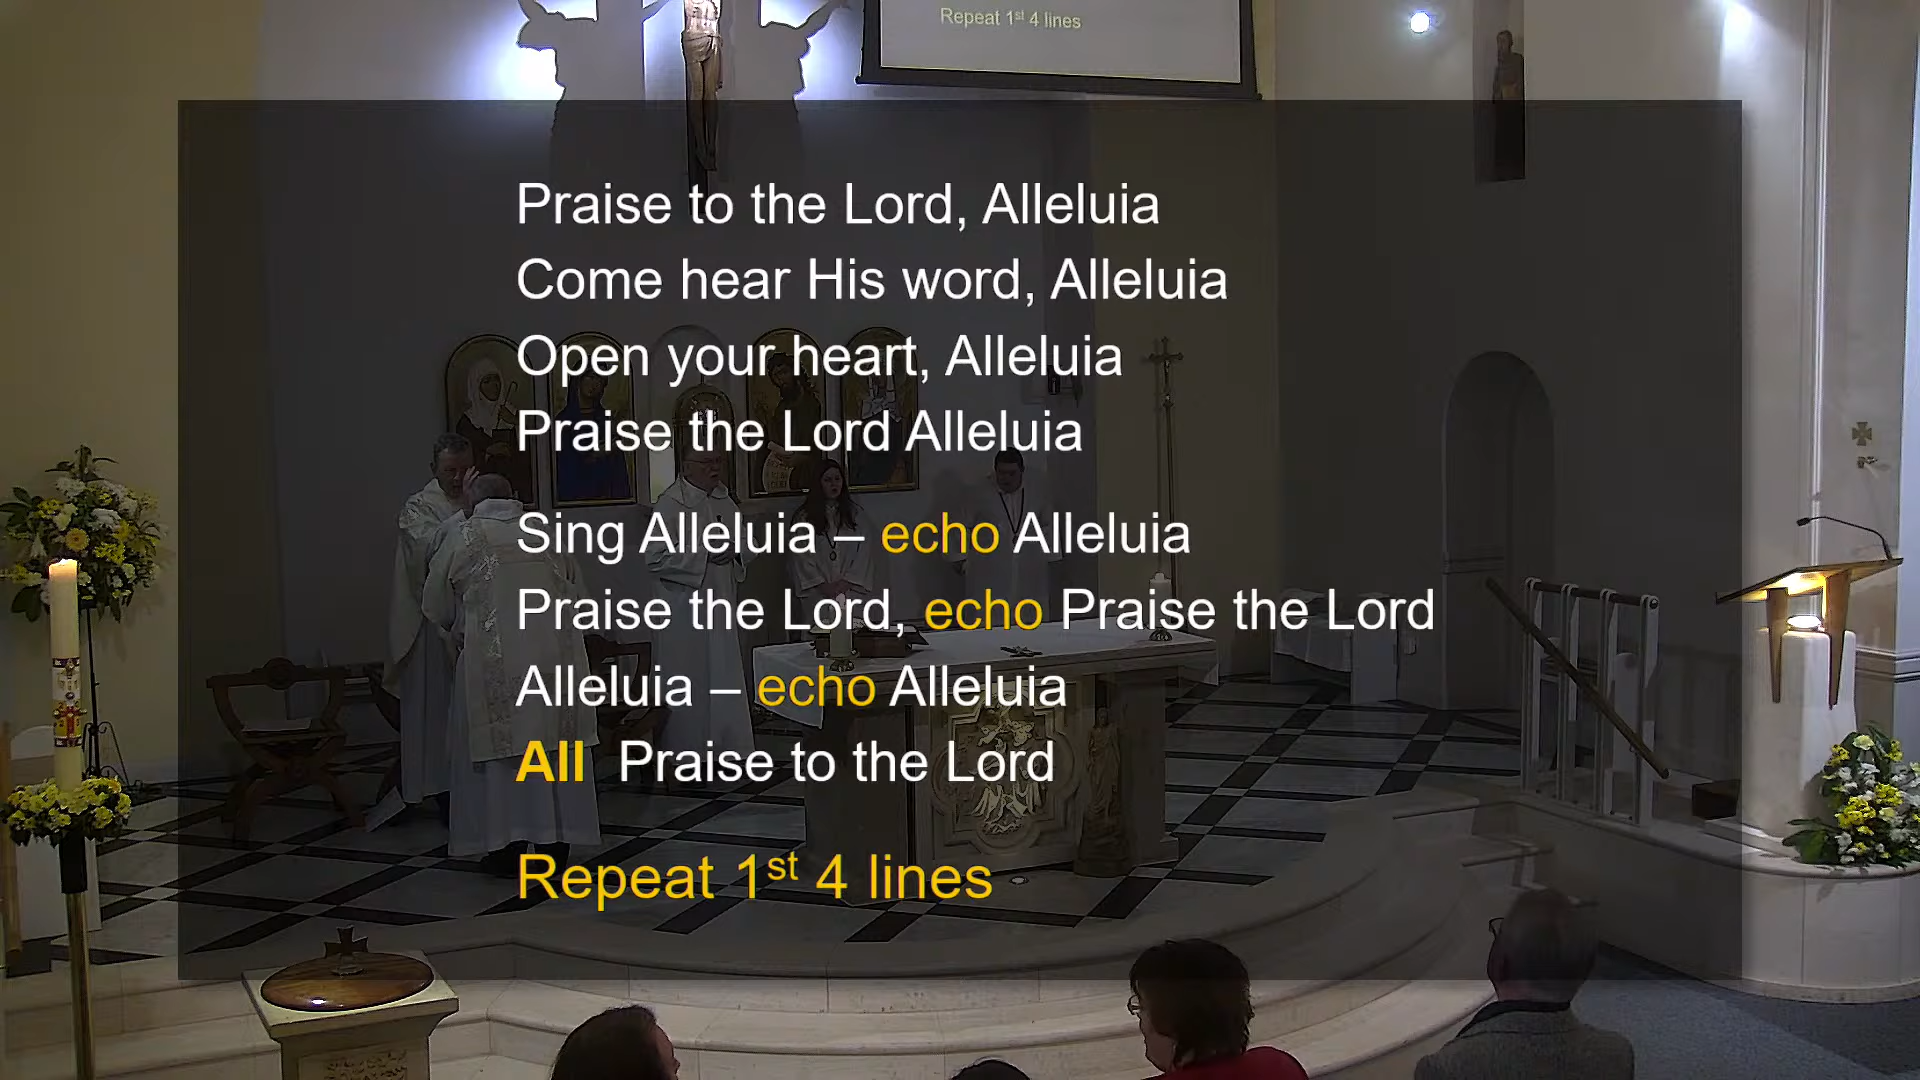 Repeat 1st 4 lines
Praise to the Lord, Alleluia
Come hear His word, Alleluia
Open your heart, Alleluia
Praise the Lord Alleluia
Sing Alleluia – echo Alleluia
Praise the Lord, echo Praise the Lord
Alleluia – echo Alleluia
All Praise to the Lord
Repeat 1st 4 lines